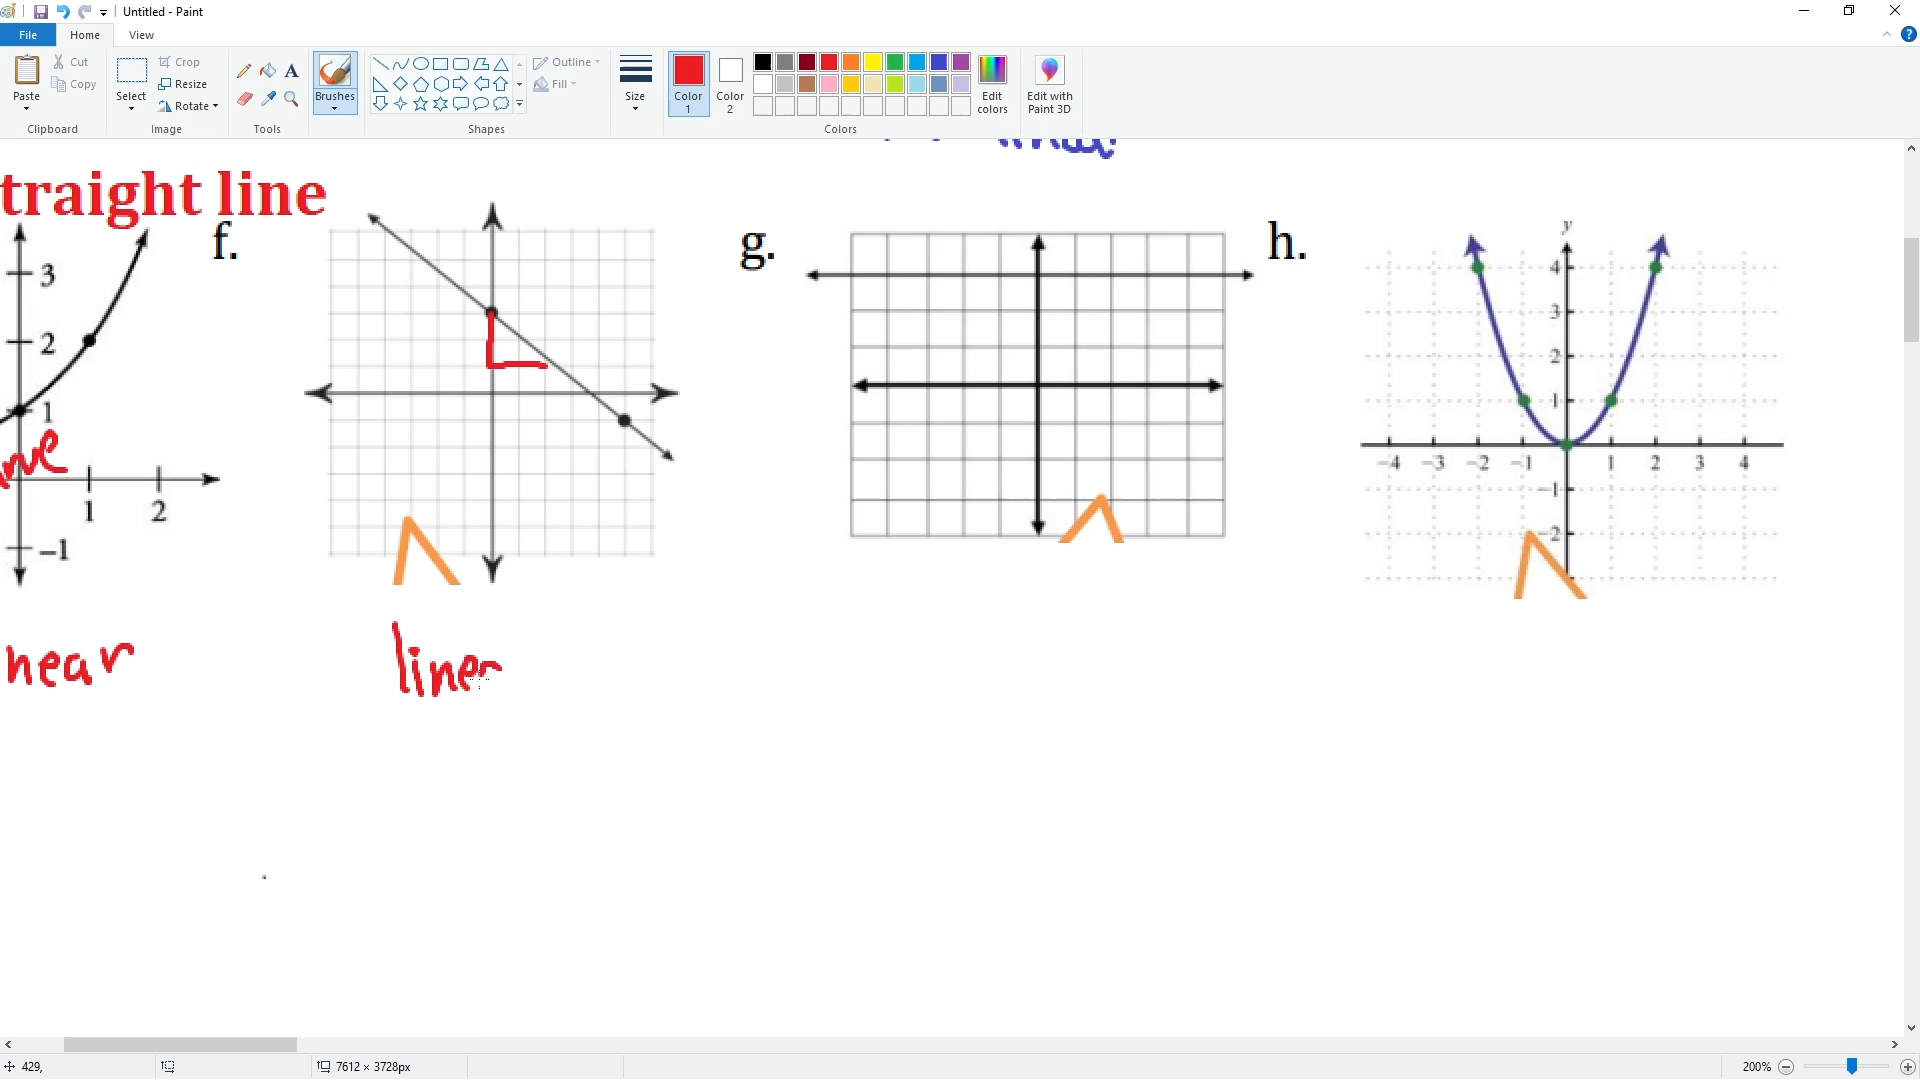 Untitled - Paint
File Home View
Paste
Cut
Copy
Clipboard
Select
Crop
Resize
Rotate
Image
Tools
Brushes
Shapes
Outline
Fill
Size
Color 1
Color 2
Colors
Edit colors
Edit with Paint 3D
traight line
3
2
1
1 2
-1
near
f.
linea
g.
h.
y
4
3
2
1
-4 -3 -2 -1 1 2 3 4
-1
-2
429,
7612 × 3728px
200%